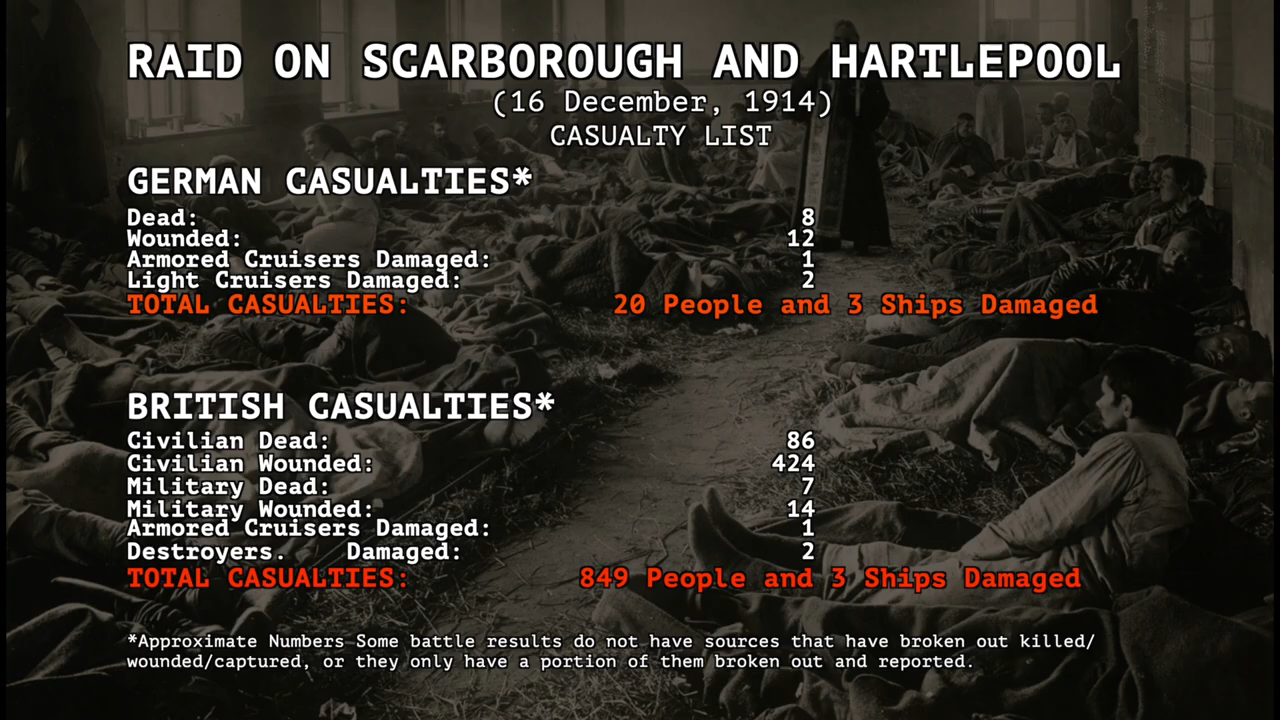 RAID ON SCARBOROUGH AND HARTLEPOOL
(16 December, 1914)
CASUALTY LIST
GERMAN CASUALTIES*
Dead: 8
Wounded: 12
Armored Cruisers Damaged: 1
Light Cruisers Damaged: 2
TOTAL CASUALTIES: 20 People and 3 Ships Damaged
BRITISH CASUALTIES*
Civilian Dead: 86
Civilian Wounded: 424
Military Dead: 7
Military Wounded: 14
Armored Cruisers Damaged: 1
Destroyers. Damaged: 2
TOTAL CASUALTIES: 849 People and 3 Ships Damaged
*Approximate Numbers Some battle results do not have sources that have broken out killed/
wounded/captured, or they only have a portion of them broken out and reported.